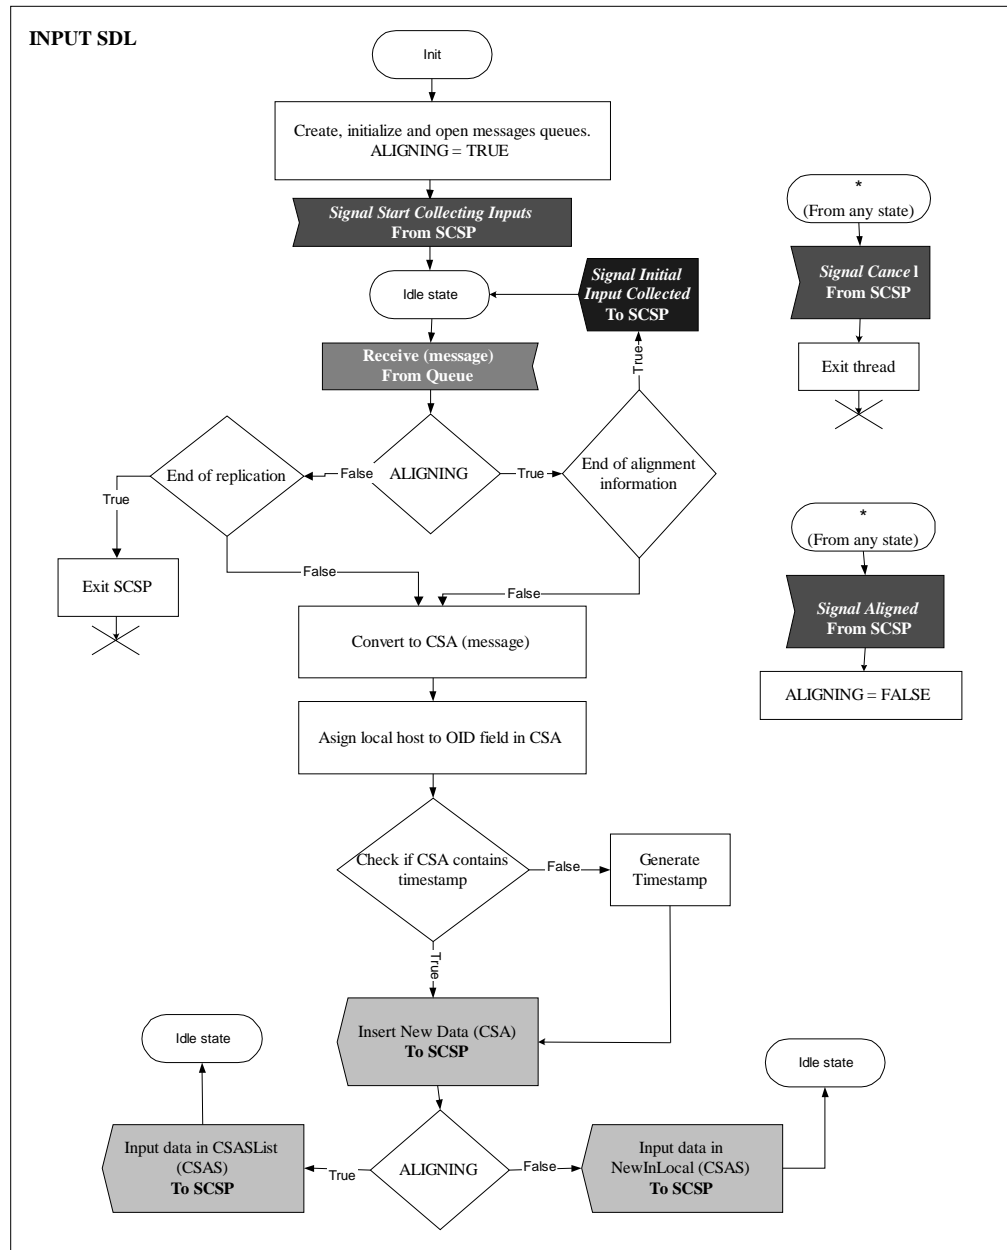 INPUT SDL
Init
Create, initialize and open messages queues.
ALIGNING = TRUE
Signal Start Collecting Inputs
From SCSP
Idle state
Signal Initial
Input Collected
To SCSP
Receive (message)
From Queue
True
ALIGNING
False
True
End of replication
End of alignment
information
True
Exit SCSP
False
False
Convert to CSA (message)
Asign local host to OID field in CSA
Check if CSA contains
timestamp
False
Generate
Timestamp
True
Insert New Data (CSA)
To SCSP
Idle state
Idle state
Input data in CSASList
(CSAS)
To SCSP
True
ALIGNING
False
Input data in
NewInLocal (CSAS)
To SCSP
*
(From any state)
Signal Cance l
From SCSP
Exit thread
*
(From any state)
Signal Aligned
From SCSP
ALIGNING = FALSE